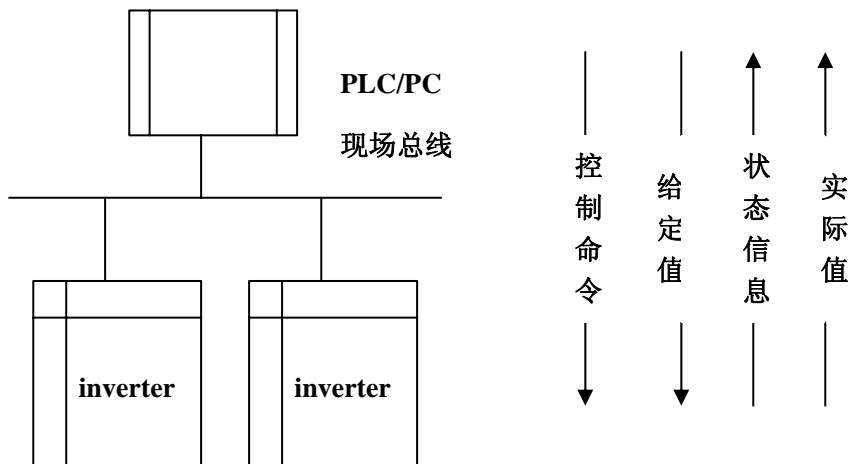 PLC/PC
现场总线
控制命令
给定值
状态信息
实际值
inverter
inverter